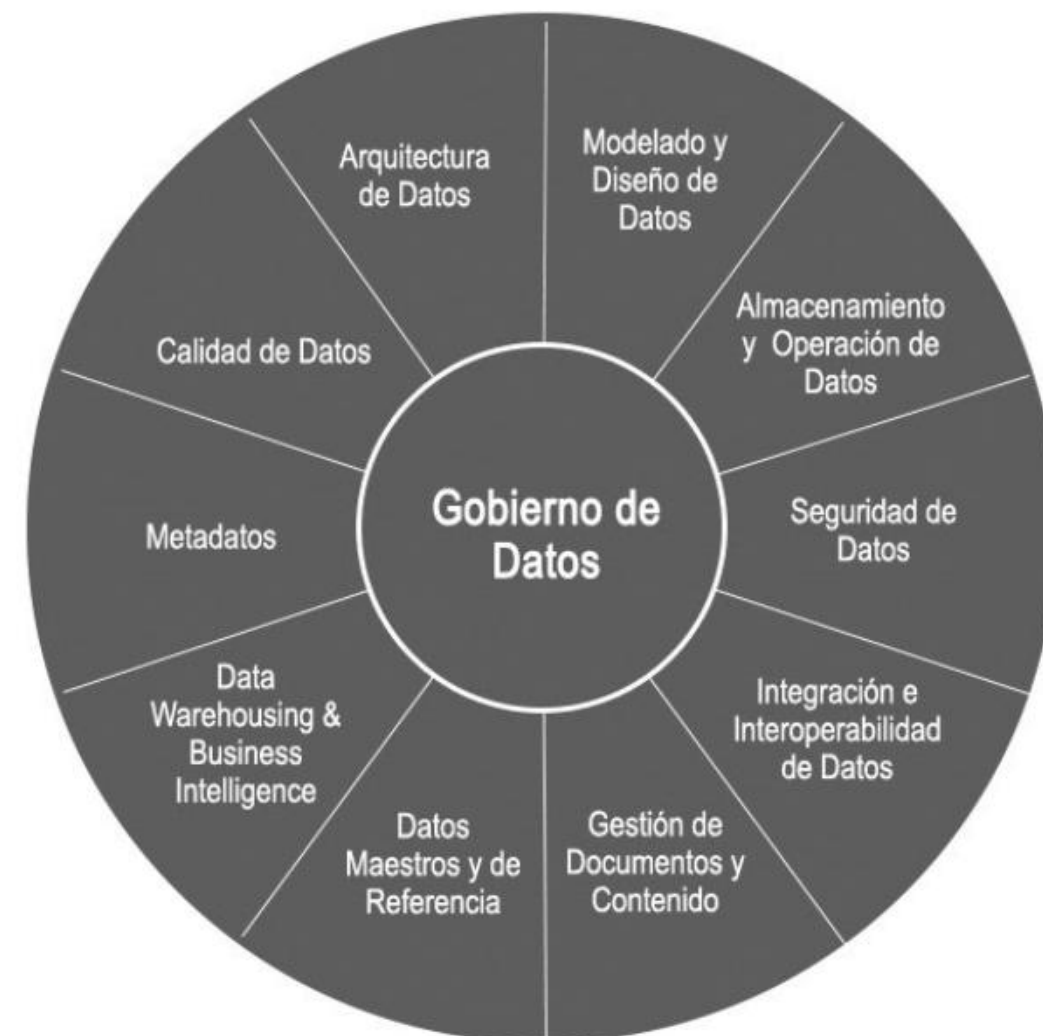 Arquitectura
de Datos
Modelado y
Diseño de
Datos
Almacenamiento
y Operación de
Datos
Seguridad de
Datos
Integración e
Interoperabilidad
de Datos
Gestión de
Documentos y
Contenido
Datos
Maestros y de
Referencia
Data
Warehousing &
Business
Intelligence
Metadatos
Calidad de Datos
Gobierno de
Datos